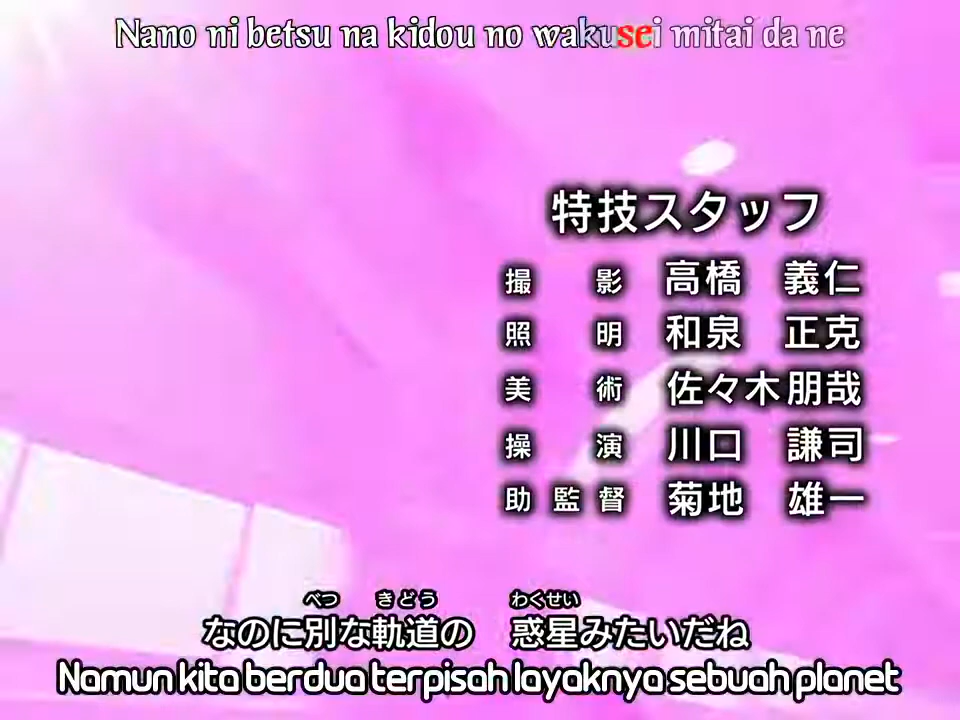 Nano ni betsu na kidou no wakusei mitai da ne
特技スタッフ
撮影 高橋 義仁
照明 和泉 正克
美術 佐々木朋哉
操演 川口 謙司
助監督 菊地 雄一
べつ きどう わくせい
なのに別な軌道の 惑星みたいだね
Namun kita berdua terpisah layaknya sebuah planet